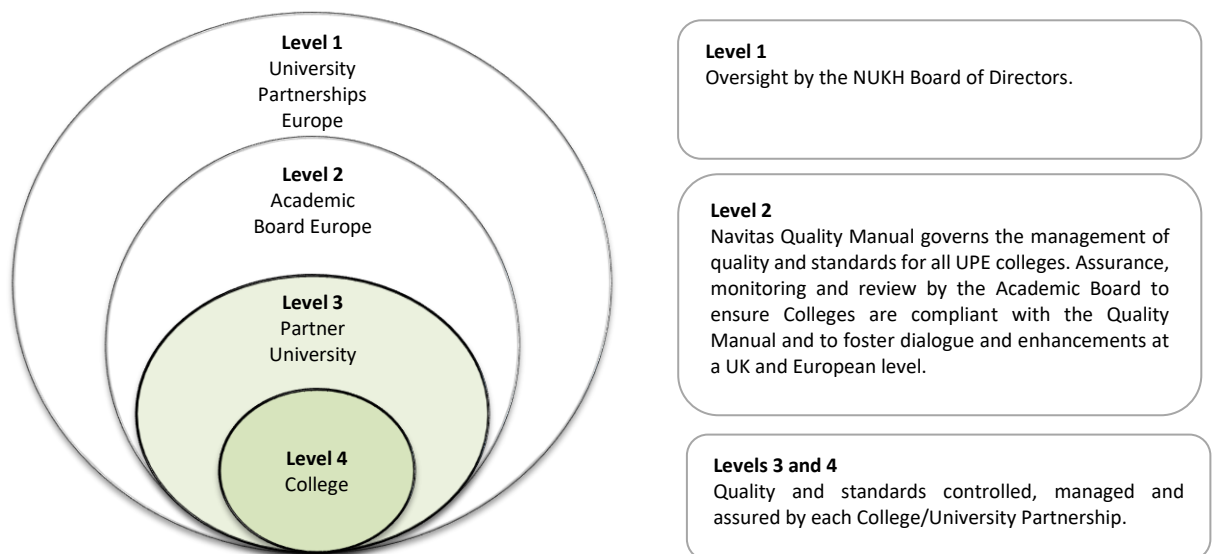 Level 1
University
Partnerships
Europe
Level 2
Academic
Board Europe
Level 3
Partner
University
Level 4
College
Level 1
Oversight by the NUKH Board of Directors.
Level 2
Navitas Quality Manual governs the management of
quality and standards for all UPE colleges. Assurance,
monitoring and review by the Academic Board to
ensure Colleges are compliant with the Quality
Manual and to foster dialogue and enhancements at
a UK and European level.
Levels 3 and 4
Quality and standards controlled, managed and
assured by each College/University Partnership.